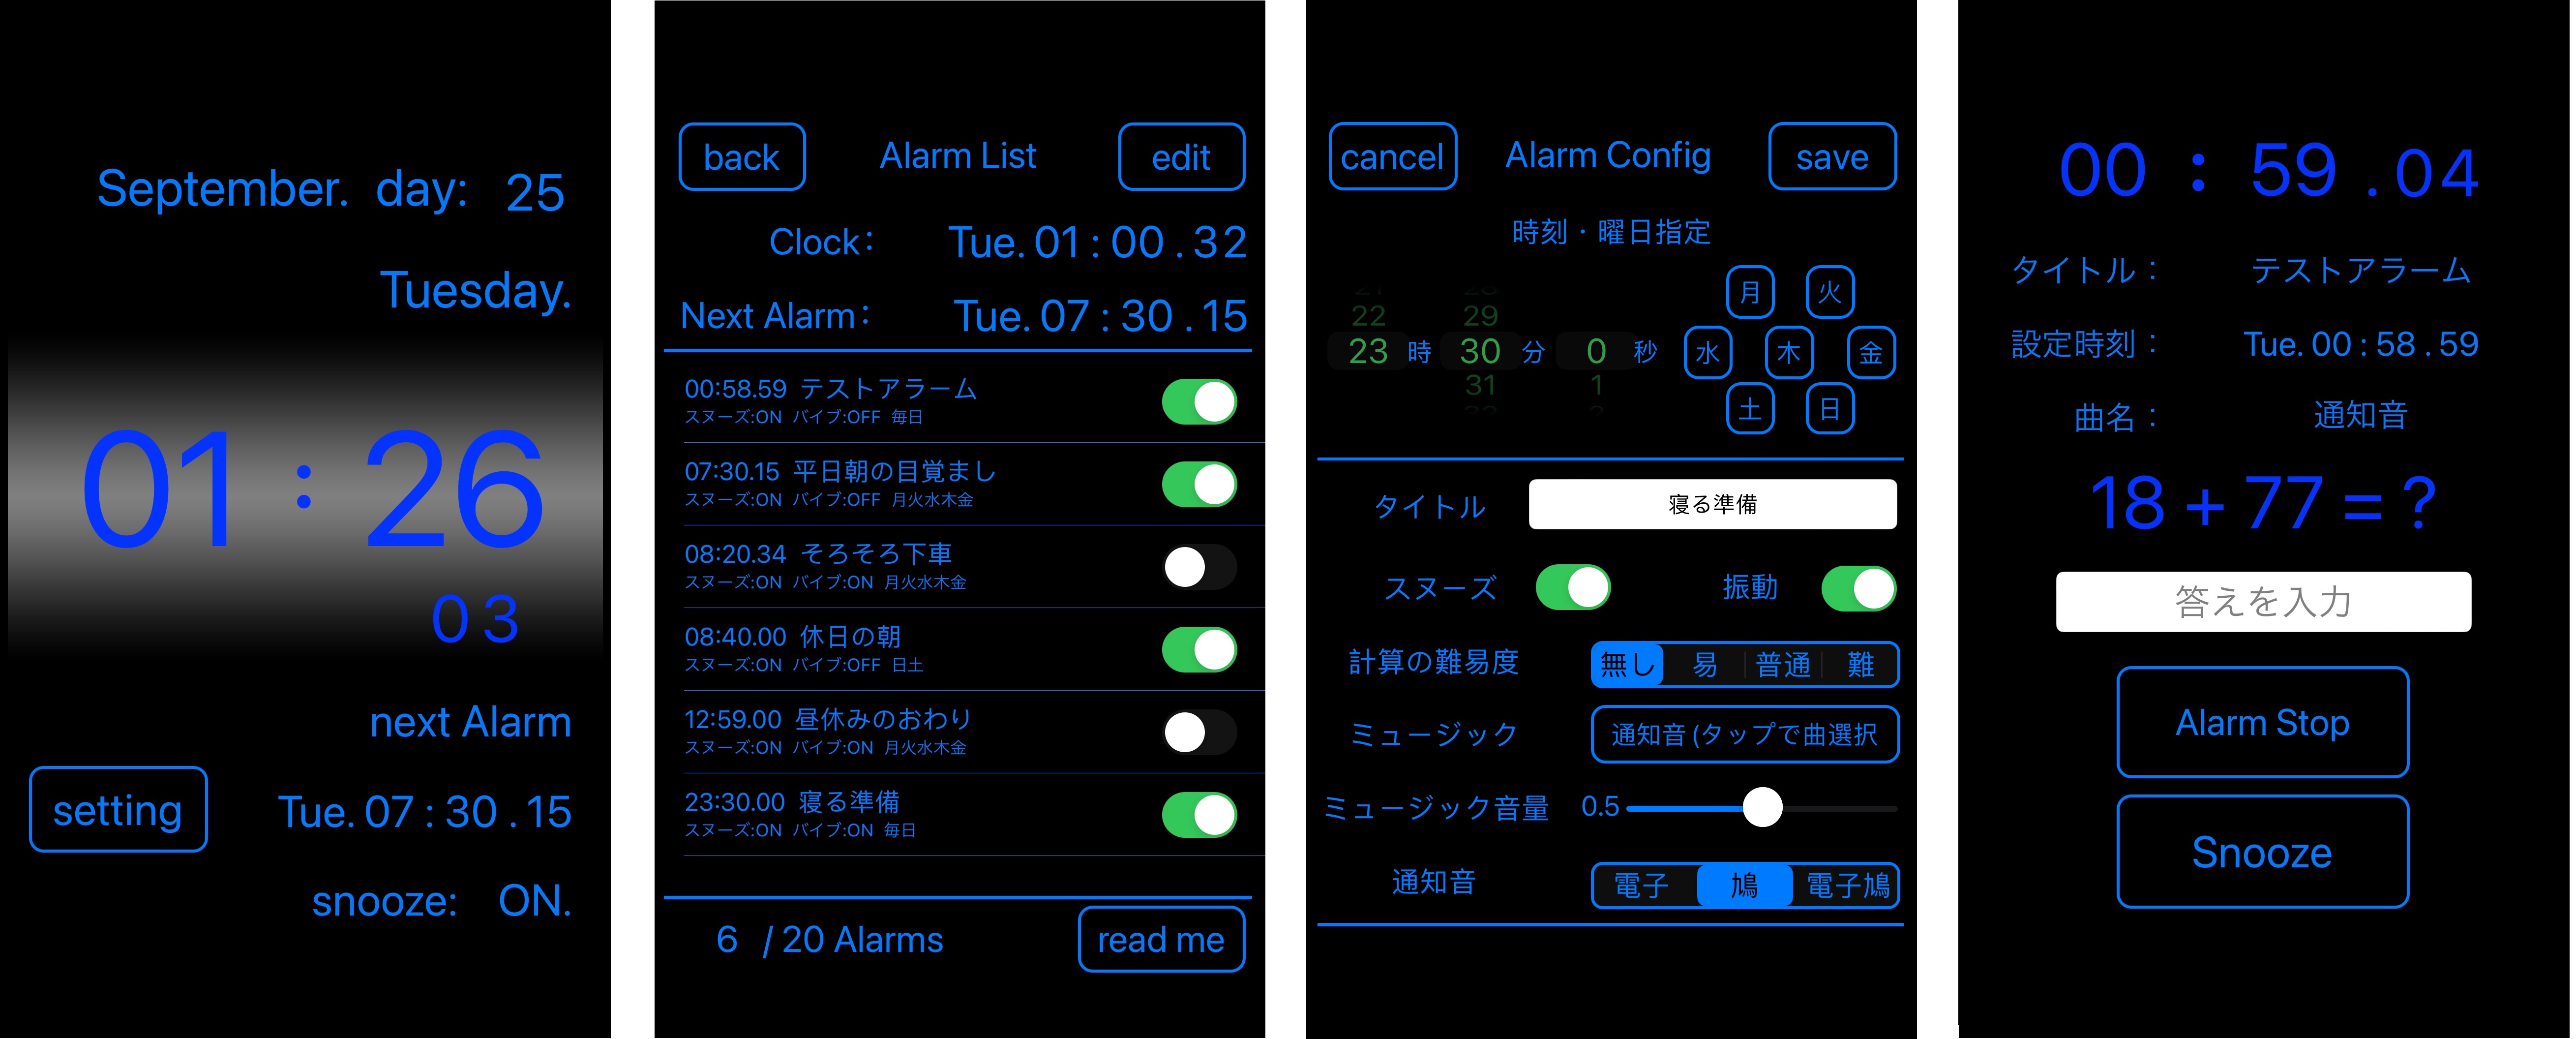 September. day: 25
Tuesday.
01 : 26
03
next Alarm
setting
Tue. 07 : 30 . 15
snooze: ON.
back
Alarm List
edit
Clock : Tue. 01 : 00 . 32
Next Alarm : Tue. 07 : 30 . 15
00:58.59 テストアラーム
スヌーズ:ON バイブ:OFF 毎日
07:30.15 平日朝の目覚まし
スヌーズ:ON バイブ:OFF 月火水木金
08:20.34 そろそろ下車
スヌーズ:ON バイブ:ON 月火水木金
08:40.00 休日の朝
スヌーズ:ON バイブ:OFF 日土
12:59.00 昼休みのおわり
スヌーズ:ON バイブ:ON 月火水木金
23:30.00 寝る準備
スヌーズ:ON バイブ:ON 毎日
6 / 20 Alarms
read me
cancel
Alarm Config
save
時刻・曜日指定
22 29
23 時 30 分 0 秒
31 1
月 火
水 木 金
土 日
タイトル 寝る準備
スヌーズ 振動
計算の難易度 無し 易 普通 難
ミュージック 通知音 (タップで曲選択
ミュージック音量 0.5
通知音 電子 鳩 電子鳩
00 : 59 . 04
タイトル : テストアラーム
設定時刻 : Tue. 00 : 58 . 59
曲名 : 通知音
18 + 77 = ?
答えを入力
Alarm Stop
Snooze